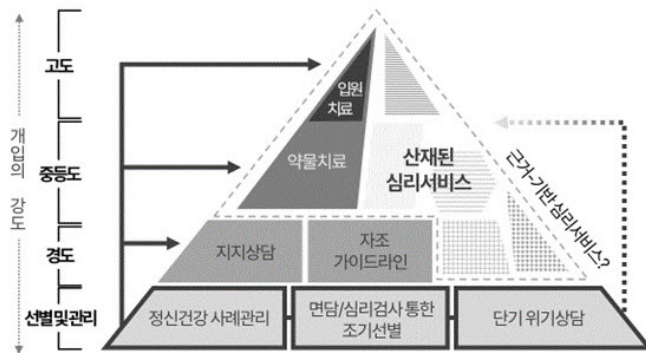 개입의 강도
고도
중등도
경도
선별 및 관리
입원
치료
약물치료
산재된
심리서비스
근거-기반 심리서비스?
지지상담
자조
가이드라인
정신건강 사례관리
면담/심리검사 통한
조기선별
단기 위기상담